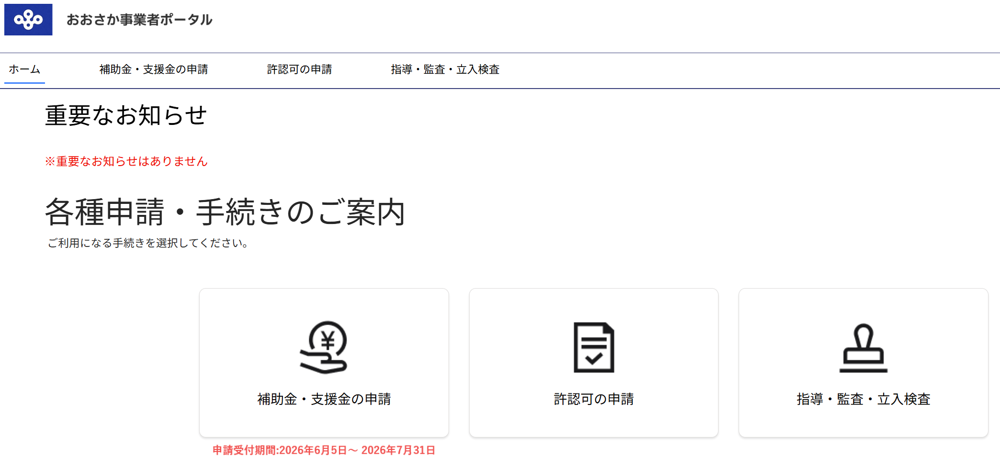 おおさか事業者ポータル
ホーム 補助金・支援金の申請 許認可の申請 指導・監査・立入検査
重要なお知らせ
※重要なお知らせはありません
各種申請・手続きのご案内
ご利用になる手続きを選択してください。
¥
補助金・支援金の申請 許認可の申請 指導・監査・立入検査
申請受付期間:2026年6月5日～ 2026年7月31日